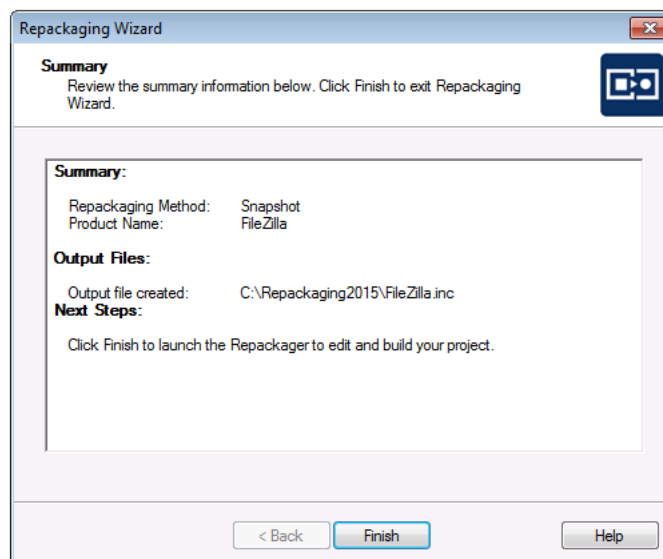 Repackaging Wizard
Summary
Review the summary information below. Click Finish to exit Repackaging
Wizard.
Summary:
Repackaging Method: Snapshot
Product Name: FileZilla
Output Files:
Output file created: C:\Repackaging2015\FileZilla.inc
Next Steps:
Click Finish to launch the Repackager to edit and build your project.
< Back Finish Help